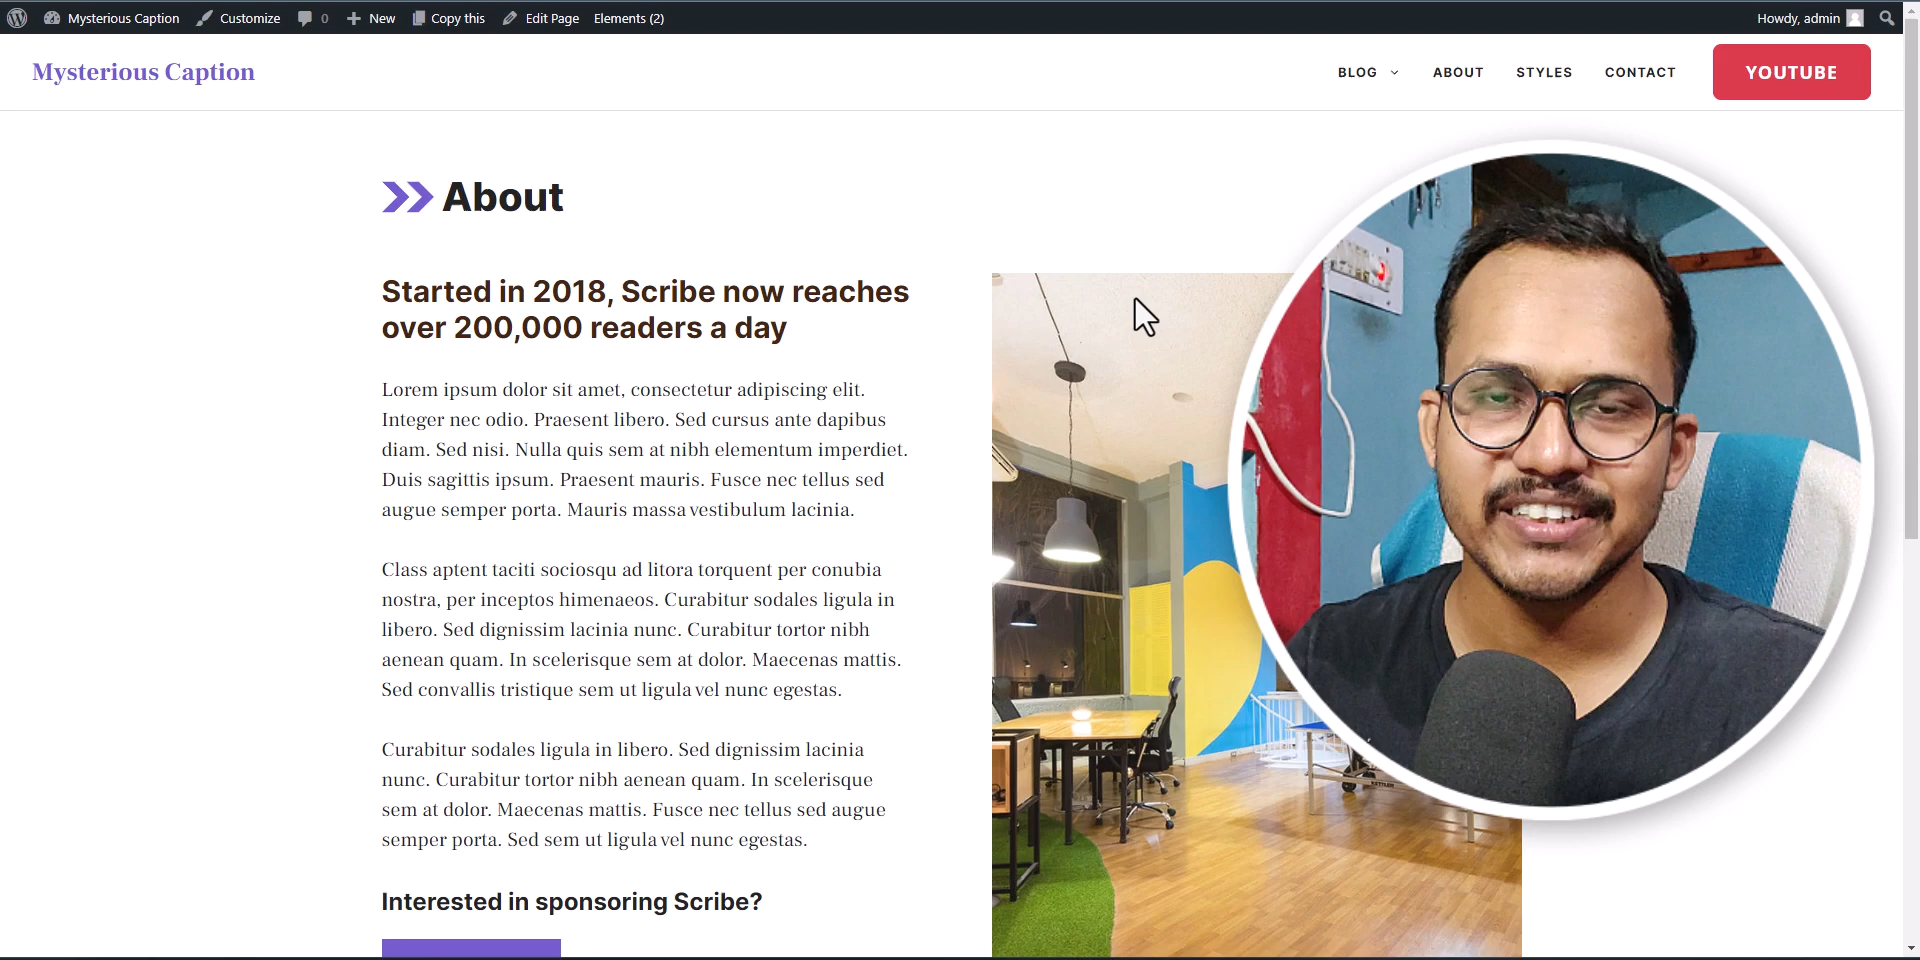 Mysterious Caption Customize 0 New Copy this Edit Page Elements (2) Howdy, admin
Mysterious Caption BLOG ABOUT STYLES CONTACT YOUTUBE
About
Started in 2018, Scribe now reaches
over 200,000 readers a day
Lorem ipsum dolor sit amet, consectetur adipiscing elit.
Integer nec odio. Praesent libero. Sed cursus ante dapibus
diam. Sed nisi. Nulla quis sem at nibh elementum imperdiet.
Duis sagittis ipsum. Praesent mauris. Fusce nec tellus sed
augue semper porta. Mauris massa vestibulum lacinia.
Class aptent taciti sociosqu ad litora torquent per conubia
nostra, per inceptos himenaeos. Curabitur sodales ligula in
libero. Sed dignissim lacinia nunc. Curabitur tortor nibh
aenean quam. In scelerisque sem at dolor. Maecenas mattis.
Sed convallis tristique sem ut ligula vel nunc egestas.
Curabitur sodales ligula in libero. Sed dignissim lacinia
nunc. Curabitur tortor nibh aenean quam. In scelerisque
sem at dolor. Maecenas mattis. Fusce nec tellus sed augue
semper porta. Sed sem ut ligula vel nunc egestas.
Interested in sponsoring Scribe?
KETTLER